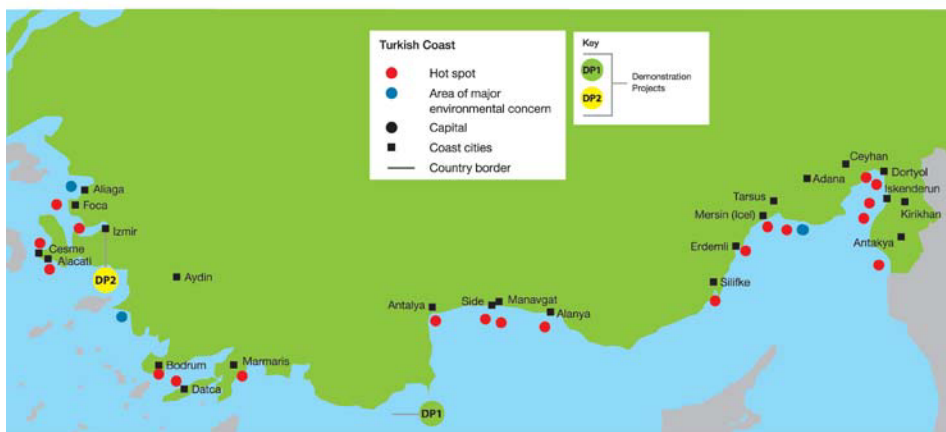 Turkish Coast
Hot spot
Area of major
environmental concern
Capital
Coast cities
Country border
Key
DP1
DP2
Demonstration
Projects
Ceyhan
Dortyol
Adana
Iskenderun
Tarsus
Kirikhan
Mersin (Icel)
Antakya
Erdemli
Silifke
Aliaga
Foca
Izmir
Cesme
Alacati
DP2
Aydin
Antalya
Side
Manavgat
Alanya
Bodrum
Marmaris
Datca
DP1